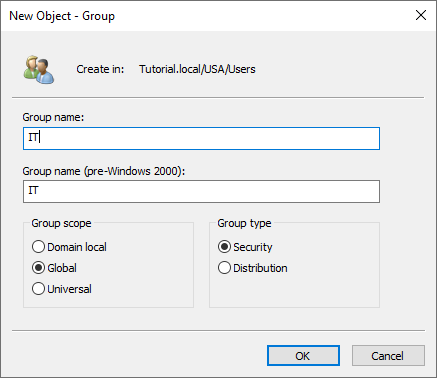 New Object - Group
Create in: Tutorial.local/USA/Users
Group name:
IT
Group name (pre-Windows 2000):
IT
Group scope
Domain local
Global
Universal
Group type
Security
Distribution
OK Cancel